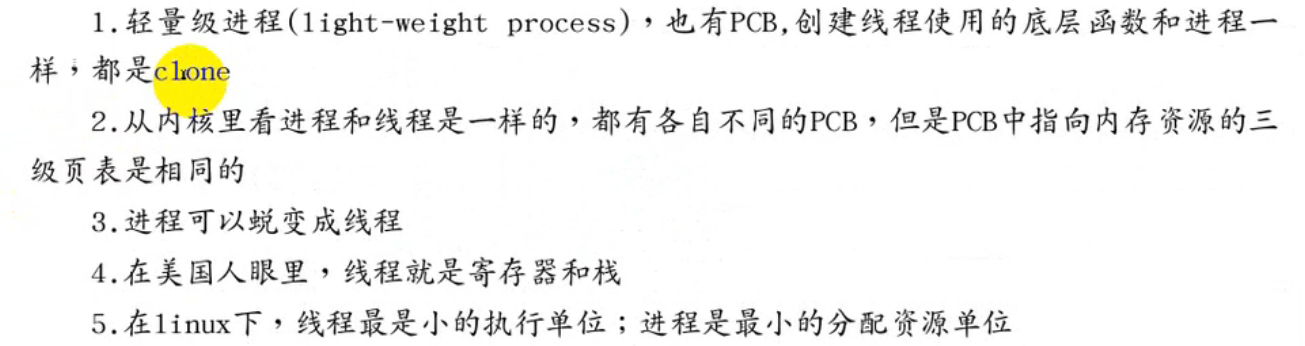 1.轻量级进程(light-weight process)，也有PCB,创建线程使用的底层函数和进程一
样，都是clone
2.从内核里看进程和线程是一样的，都有各自不同的PCB，但是PCB中指向内存资源的三
级页表是相同的
3.进程可以蜕变成线程
4.在美国人眼里，线程就是寄存器和栈
5.在linux下，线程最是小的执行单位；进程是最小的分配资源单位